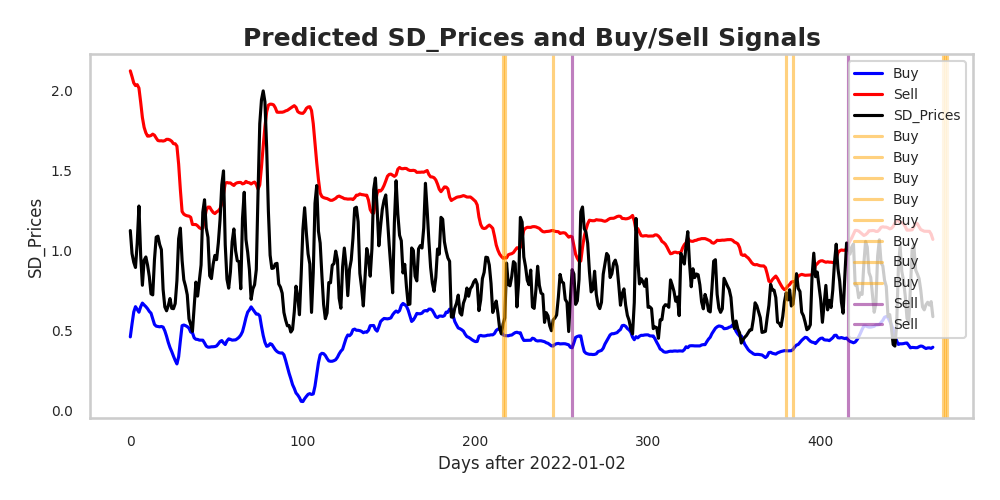 Predicted SD_Prices and Buy/Sell Signals
SD_Prices
2.0
1.5
1.0
0.5
0.0
0
100
200
300
400
Days after 2022-01-02
Buy
Sell
SD_Prices
Buy
Buy
Buy
Buy
Buy
Buy
Buy
Buy
Sell
Sell